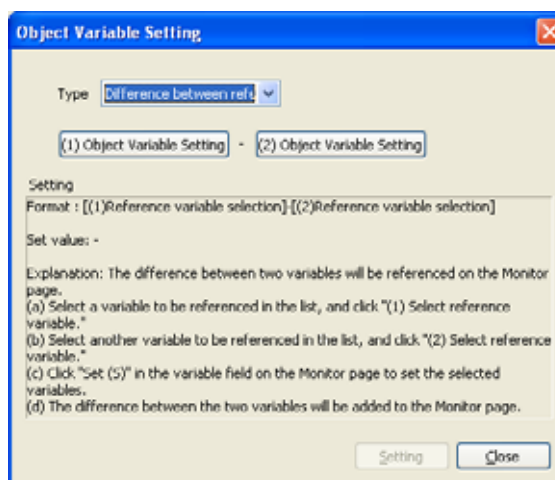 Object Variable Setting
Type Difference between refe
(1) Object Variable Setting - (2) Object Variable Setting
Setting
Format : [(1)Reference variable selection]-[(2)Reference variable selection]
Set value: -
Explanation: The difference between two variables will be referenced on the Monitor
page.
(a) Select a variable to be referenced in the list, and click "(1) Select reference
variable."
(b) Select another variable to be referenced in the list, and click "(2) Select reference
variable."
(c) Click "Set (S)" in the variable field on the Monitor page to set the selected
variables.
(d) The difference between the two variables will be added to the Monitor page.
Setting Close